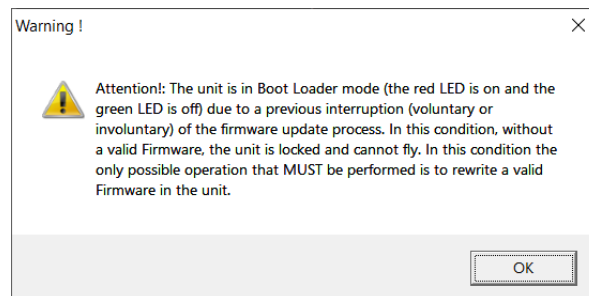 Warning !
Attention!: The unit is in Boot Loader mode (the red LED is on and the
green LED is off) due to a previous interruption (voluntary or
involuntary) of the firmware update process. In this condition, without
a valid Firmware, the unit is locked and cannot fly. In this condition the
only possible operation that MUST be performed is to rewrite a valid
Firmware in the unit.
OK